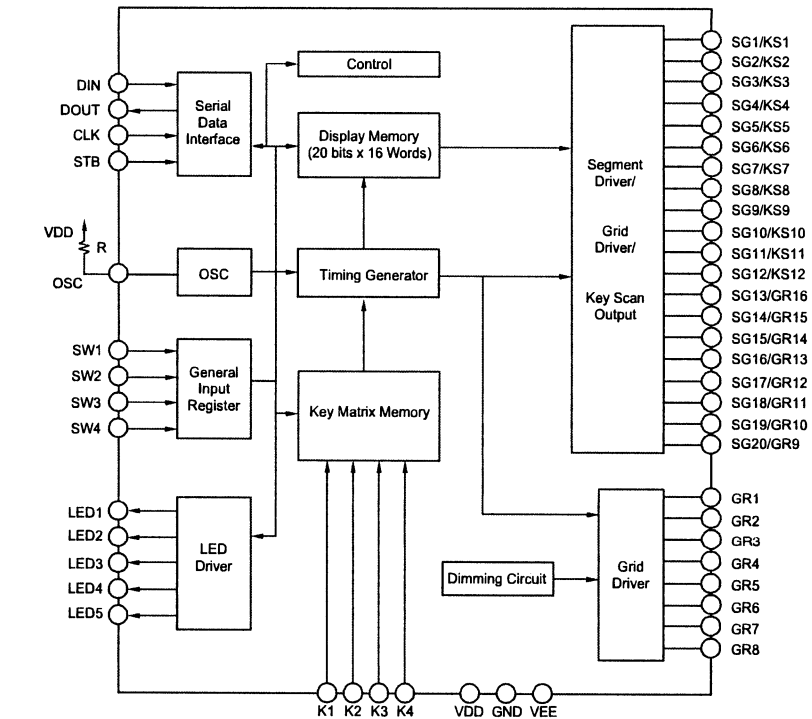 DIN
DOUT
CLK
STB
Serial
Data
Interface
Control
Display Memory
(20 bits x 16 Words)
VDD
R
OSC
OSC
Timing Generator
SW1
SW2
SW3
SW4
General
Input
Register
Key Matrix Memory
LED1
LED2
LED3
LED4
LED5
LED
Driver
Dimming Circuit
Segment
Driver/
Grid
Driver/
Key Scan
Output
Grid
Driver
SG1/KS1
SG2/KS2
SG3/KS3
SG4/KS4
SG5/KS5
SG6/KS6
SG7/KS7
SG8/KS8
SG9/KS9
SG10/KS10
SG11/KS11
SG12/KS12
SG13/GR16
SG14/GR15
SG15/GR14
SG16/GR13
SG17/GR12
SG18/GR11
SG19/GR10
SG20/GR9
GR1
GR2
GR3
GR4
GR5
GR6
GR7
GR8
K1 K2 K3 K4 VDD GND VEE